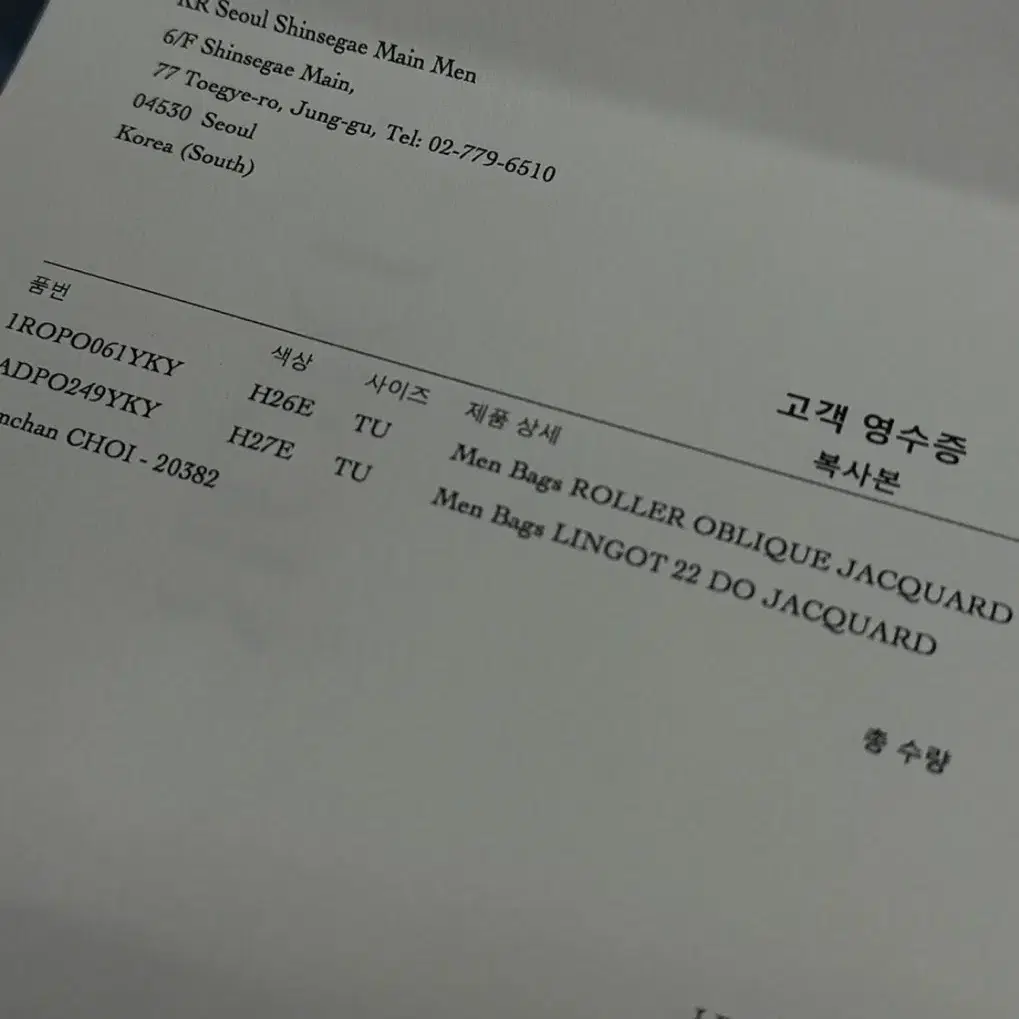 KR Seoul Shinsegae Main Men
6/F Shinsegae Main,
77 Toegye-ro, Jung-gu, Tel: 02-779-6510
04530 Seoul
Korea (South)
고객 영수증
복사본
품번 색상 사이즈 제품 상세
1ROPO061YKY H26E TU Men Bags ROLLER OBLIQUE JACQUARD
ADPO249YKY H27E TU Men Bags LINGOT 22 DO JACQUARD
nchan CHOI - 20382
총 수량